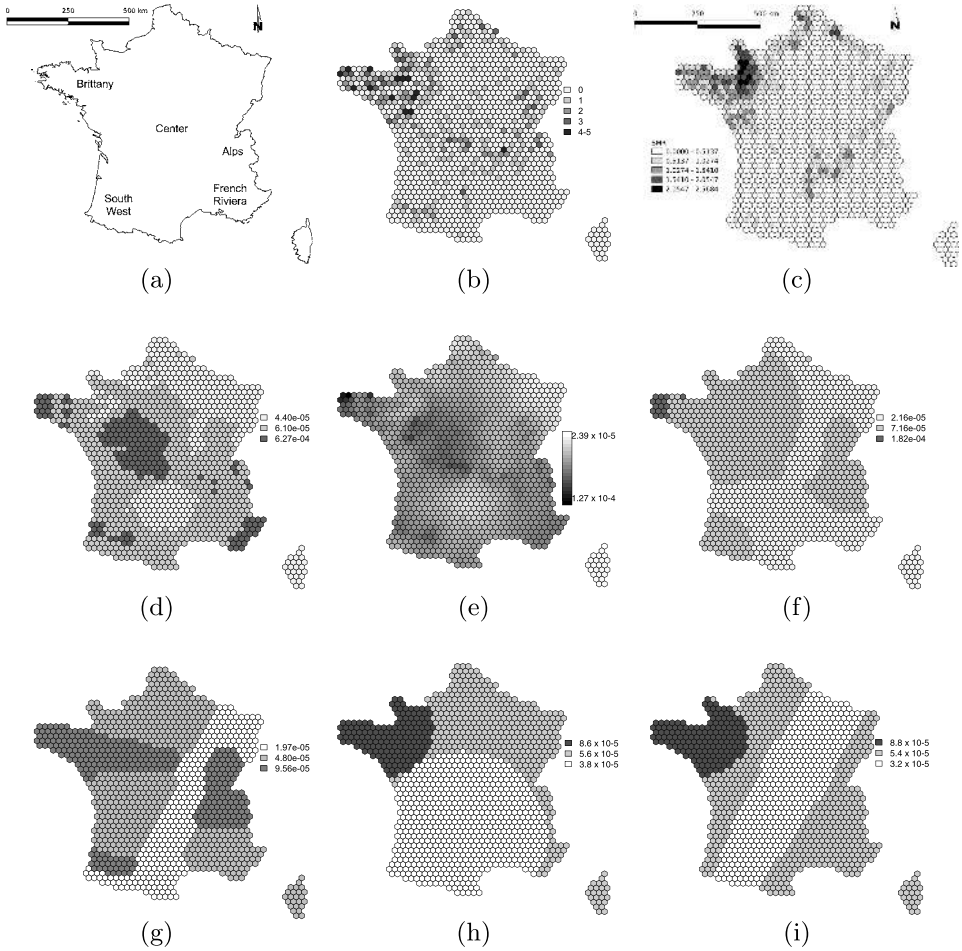 0 250 500 km
N
Brittany
Center
Alps
South
West
French
Riviera
(a)
0
1
2
3
4-5
(b)
0 250 500 km
N
(c)
4.40e-05
6.10e-05
6.27e-04
(d)
2.39 x 10-5
1.27 x 10-4
(e)
2.16e-05
7.16e-05
1.82e-04
(f)
1.97e-05
4.80e-05
9.56e-05
(g)
8.6 x 10-5
5.6 x 10-5
3.8 x 10-5
(h)
8.8 x 10-5
5.4 x 10-5
3.2 x 10-5
(i)